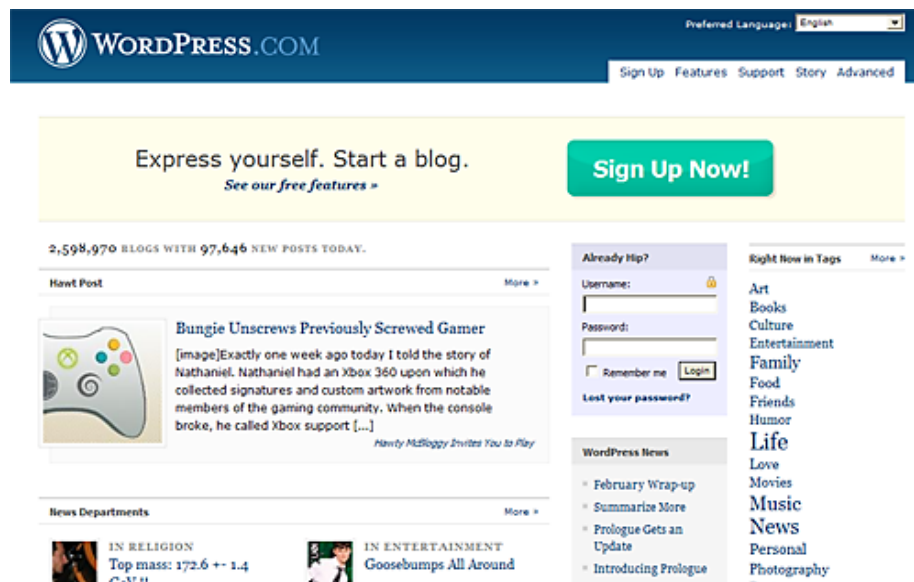 WORDPRESS.COM
Preferred Language: English
Sign Up Features Support Story Advanced
Express yourself. Start a blog.
See our free features »
Sign Up Now!
2,598,970 BLOGS WITH 97,646 NEW POSTS TODAY.
Hawt Post More »
Bungie Unscrews Previously Screwed Gamer
[image]Exactly one week ago today I told the story of
Nathaniel. Nathaniel had an Xbox 360 upon which he
collected signatures and custom artwork from notable
members of the gaming community. When the console
broke, he called Xbox support [...]
Hawty McBloggy Invites You to Play
News Departments More »
IN RELIGION
Top mass: 172.6 +- 1.4
IN ENTERTAINMENT
Goosebumps All Around
Already Hip?
Username:
Password:
Remember me Login
Lost your password?
WordPress News
February Wrap-up
Summarize More
Prologue Gets an
Update
Introducing Prologue
Right Now in Tags More »
Art
Books
Culture
Entertainment
Family
Food
Friends
Humor
Life
Love
Movies
Music
News
Personal
Photography